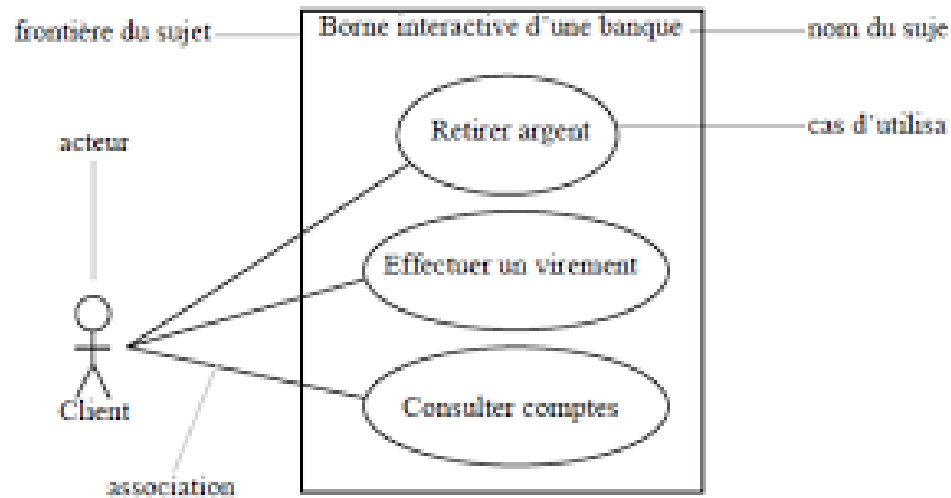 frontière du sujet
Borne interactive d'une banque
nom du suje
acteur
Retirer argent
cas d'utilisa
Effectuer un virement
Client
Consulter comptes
association